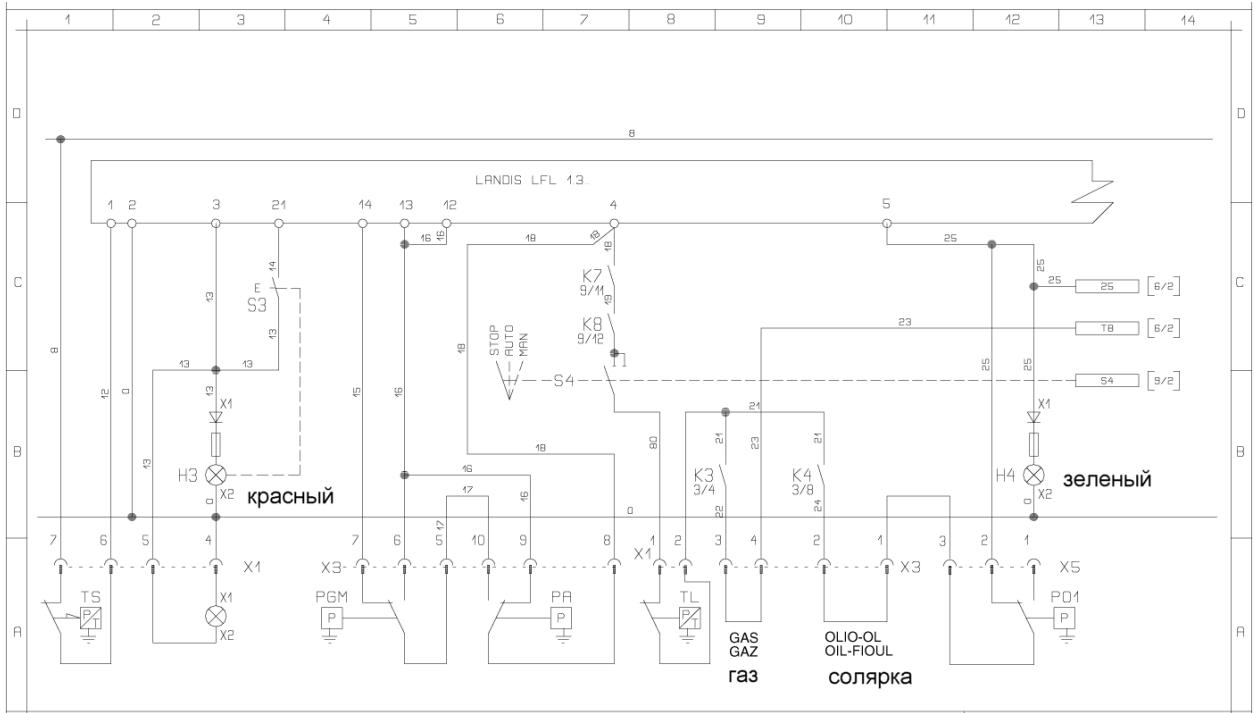 1 2 3 4 5 6 7 8 9 10 11 12 13 14
D D
8
LANDIS LFL 1.3..
1 2 3 21 14 13 12 4 5
16 16 18 18 18 25
C C
14 K7 25 25 25 [6/2]
E 9/11
S3
13 19 23 T8 [6/2]
K8
9/12
13
STOP
AUTO
MAN
8 18 25 25
13 13 S4 S4 [9/2]
12 0 16 15 13 21
X1 80 21 23 21 X1
B B
13 18
H3 16 K3 K4 H4 зеленый
3/4 3/8
X2 красный 17 16 X2
0 17 22 24 0 0
7 6 5 4 7 6 5 10 9 8 1 2 3 4 2 1 3 2 1
X1 X3 X1 X3 X5
TS X1 PGM PA TL PO1
P P P P P
T T
X2
A A
GAS OLIO-OL
GAZ OIL-FIOUL
газ солярка